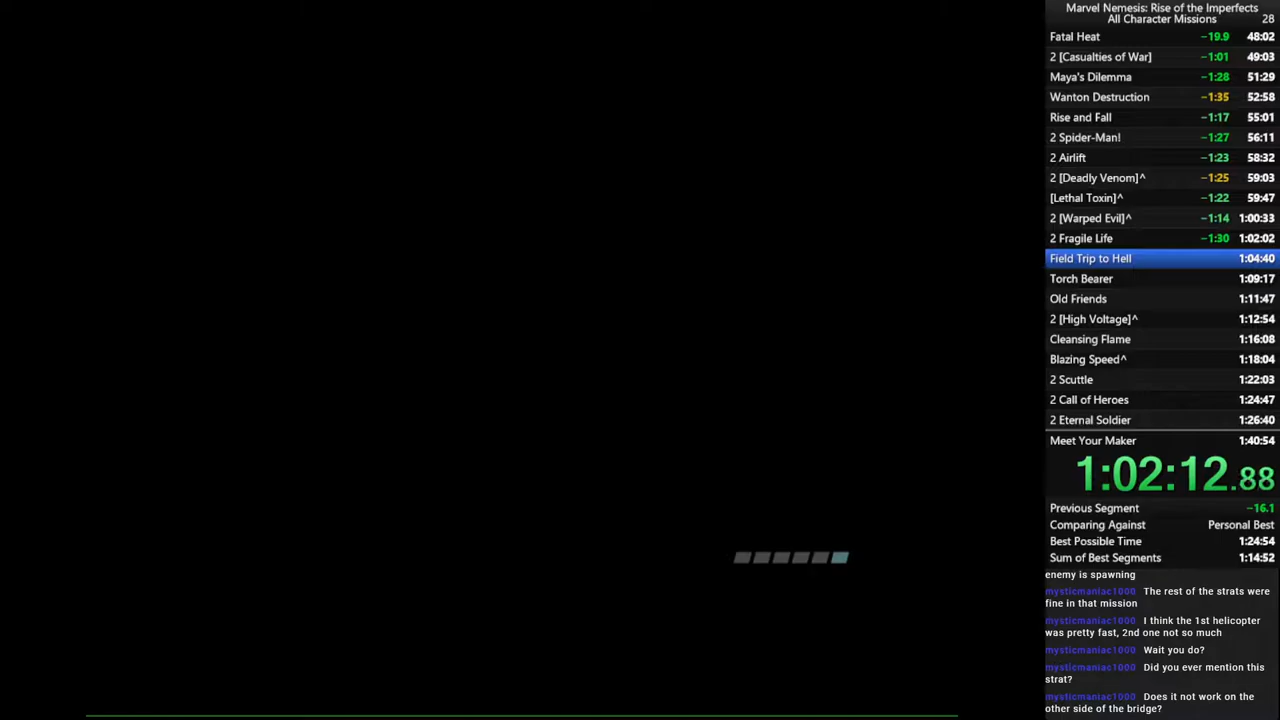 Marvel Nemesis: Rise of the Imperfects
All Character Missions 28
Fatal Heat -19.9 48:02
2 [Casualties of War] -1:01 49:03
Maya's Dilemma -1:28 51:29
Wanton Destruction -1:35 52:58
Rise and Fall -1:17 55:01
2 Spider-Man! -1:27 56:11
2 Airlift -1:23 58:32
2 [Deadly Venom]^ -1:25 59:03
[Lethal Toxin]^ -1:22 59:47
2 [Warped Evil]^ -1:14 1:00:33
2 Fragile Life -1:30 1:02:02
Field Trip to Hell 1:04:40
Torch Bearer 1:09:17
Old Friends 1:11:47
2 [High Voltage]^ 1:12:54
Cleansing Flame 1:16:08
Blazing Speed^ 1:18:04
2 Scuttle 1:22:03
2 Call of Heroes 1:24:47
2 Eternal Soldier 1:26:40
Meet Your Maker 1:40:54
1:02:12.88
Previous Segment -16.1
Comparing Against Personal Best
Best Possible Time 1:24:54
Sum of Best Segments 1:14:52
enemy is spawning
mysticmaniac1000 The rest of the strats were
fine in that mission
mysticmaniac1000 I think the 1st helicopter
was pretty fast, 2nd one not so much
mysticmaniac1000 Wait you do?
mysticmaniac1000 Did you ever mention this
strat?
mysticmaniac1000 Does it not work on the
other side of the bridge?